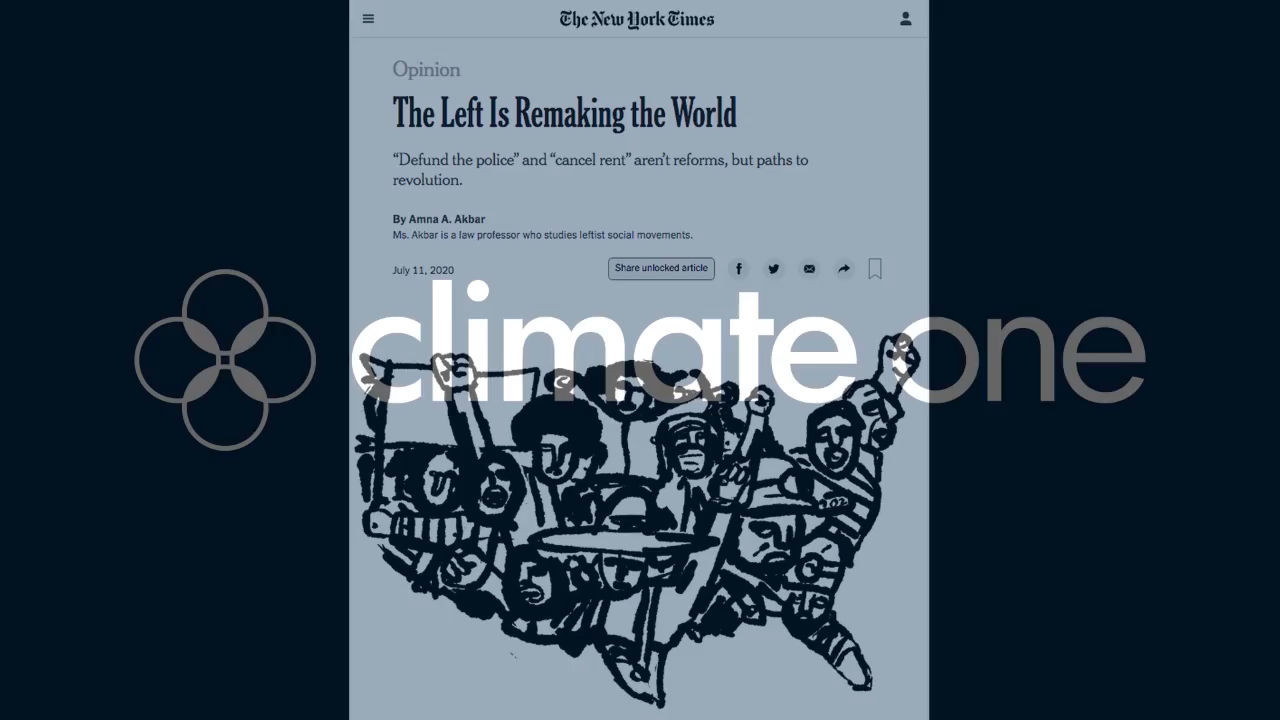 The New York Times
Opinion
The Left Is Remaking the World
“Defund the police” and “cancel rent” aren’t reforms, but paths to
revolution.
By Amna A. Akbar
Ms. Akbar is a law professor who studies leftist social movements.
July 11, 2020
Share unlocked article
climate one